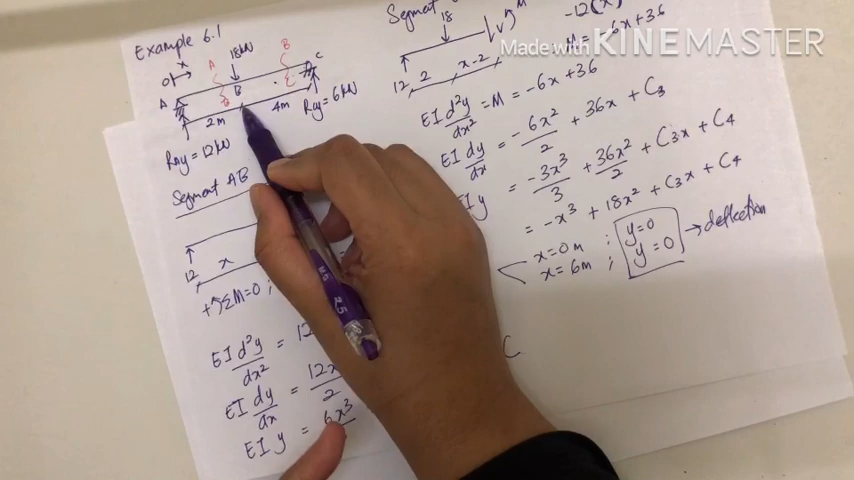 Example 6.1
x
0
A
18kN
B
C
A
B
2m
4m
RAy = 12kN
RCy = 6kN
Segment AB
12
x
+ΣM=0 ;
EI d²y/dx² = 12
EI dy/dx = 12x/2
EI y = 6x³
Segment
18
V
M
12
2
x-2
-12(x)
-6x+36
Made with KINEMASTER
EI d²y/dx² = M = -6x+36
EI dy/dx = -6x²/2 + 36x + C3
EI y = -3x³/3 + 36x²/2 + C3x + C4
= -x³ + 18x² + C3x + C4
x=0m ; y=0
x=6m ; y=0
→ deflection
C